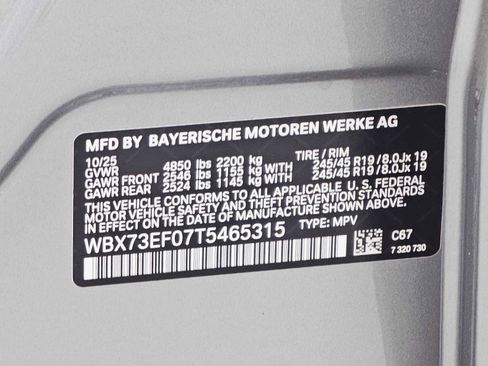 MFD BY BAYERISCHE MOTOREN WERKE AG
10/25 TIRE / RIM
GVWR 4850 lbs 2200 kg
GAWR FRONT 2546 lbs 1155 kg WITH 245/45 R19 / 8.0Jx 19
GAWR REAR 2524 lbs 1145 kg WITH 245/45 R19 / 8.0Jx 19
THIS VEHICLE CONFORMS TO ALL APPLICABLE U. S. FEDERAL
MOTOR VEHICLE SAFETY AND THEFT PREVENTION STANDARDS
IN EFFECT ON THE DATE OF MANUFACTURE SHOWN ABOVE.
WBX73EF07T5465315 TYPE: MPV
C67
7 320 730